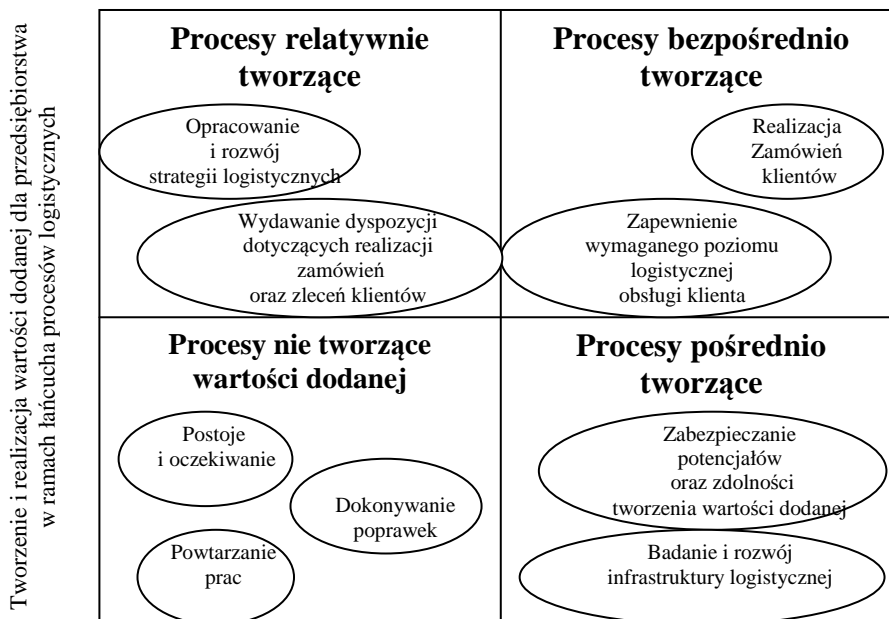 Tworzenie i realizacja wartości dodanej dla przedsiębiorstwa
w ramach łańcucha procesów logistycznych
Procesy relatywnie
tworzące
Opracowanie
i rozwój
strategii logistycznych
Wydawanie dyspozycji
dotyczących realizacji
zamówień
oraz zleceń klientów
Procesy bezpośrednio
tworzące
Realizacja
Zamówień
klientów
Zapewnienie
wymaganego poziomu
logistycznej
obsługi klienta
Procesy nie tworzące
wartości dodanej
Postoje
i oczekiwanie
Dokonywanie
poprawek
Powtarzanie
prac
Procesy pośrednio
tworzące
Zabezpieczanie
potencjałów
oraz zdolności
tworzenia wartości dodanej
Badanie i rozwój
infrastruktury logistycznej